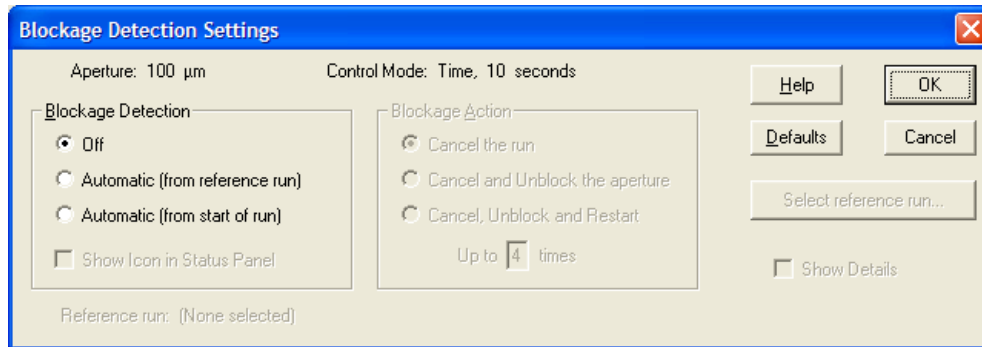 Blockage Detection Settings
Aperture: 100 µm
Control Mode: Time, 10 seconds
Blockage Detection
Off
Automatic (from reference run)
Automatic (from start of run)
Show Icon in Status Panel
Reference run: (None selected)
Blockage Action
Cancel the run
Cancel and Unblock the aperture
Cancel, Unblock and Restart
Up to 4 times
Help
OK
Defaults
Cancel
Select reference run...
Show Details